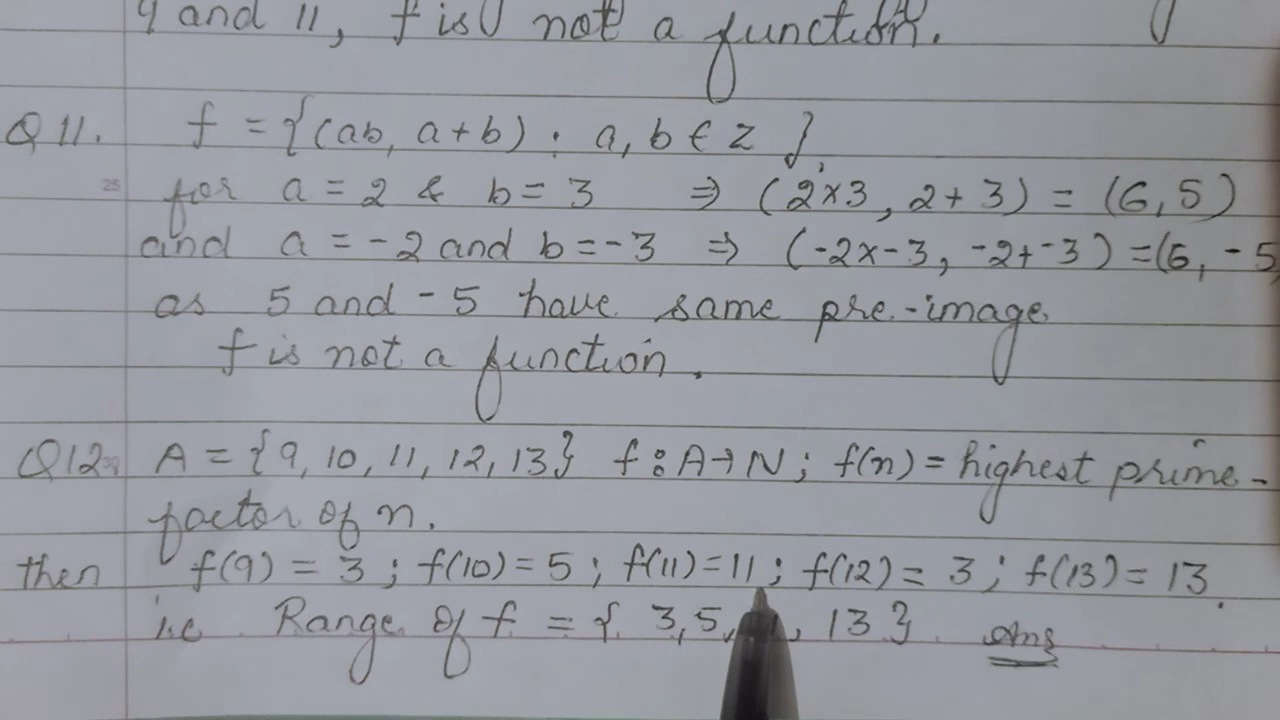 9 and 11, f is not a function.
Q11. f = {(ab, a+b) : a, b ∈ Z },
25 for a = 2 & b = 3 ⇒ (2×3, 2+3) = (6,5)
and a = -2 and b = -3 ⇒ (-2x-3, -2+-3) = (6, -5
as 5 and -5 have same pre-image
f is not a function.
Q12. A = {9, 10, 11, 12, 13} f : A→N ; f(n) = highest prime-
factor of n.
then f(9) = 3 ; f(10) = 5 ; f(11) = 11 ; f(12) = 3 ; f(13) = 13.
i.e Range of f = { 3, 5, , 13 } Ans